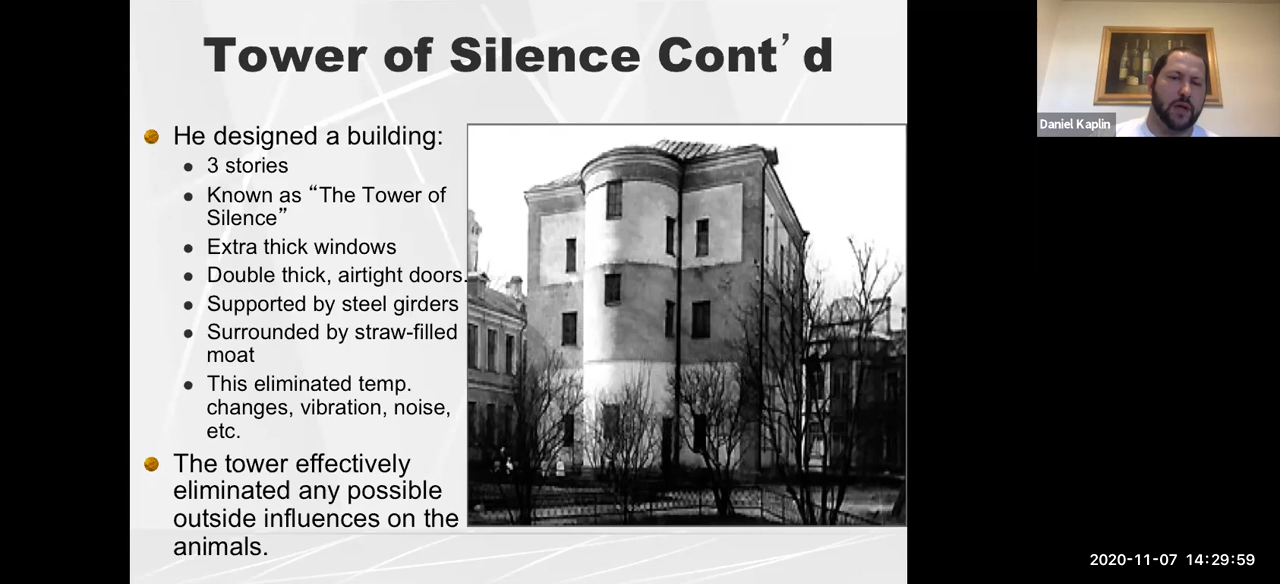 Tower of Silence Cont’d
He designed a building:
3 stories
Known as “The Tower of
Silence”
Extra thick windows
Double thick, airtight doors.
Supported by steel girders
Surrounded by straw-filled
moat
This eliminated temp.
changes, vibration, noise,
etc.
The tower effectively
eliminated any possible
outside influences on the
animals.
Daniel Kaplin
2020-11-07 14:29:59